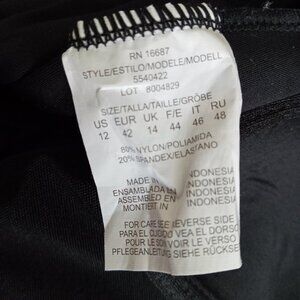 RN 16687
STYLE/ESTILO/MODELE/MODELL
5540422
LOT 8004829
SIZE/TALLA/TAILLE/GRÖBE
US EUR UK F/E IT RU
12 42 14 44 46 48
80% NYLON/POLIAMIDA
20% SPANDEX/ELASTANO
MADE IN INDONESIA
ENSAMBLADA EN INDONESIA
ASSEMBLED IN INDONESIA
MONTIERT IN INDONESIA
FOR CARE SEE REVERSE SIDE
PARA EL CUIDADO VEA EL DORSO
POUR LE SOIN VOIR AU VERSO
PFLEGEANLEITUNG SIEHE RÜCKSE